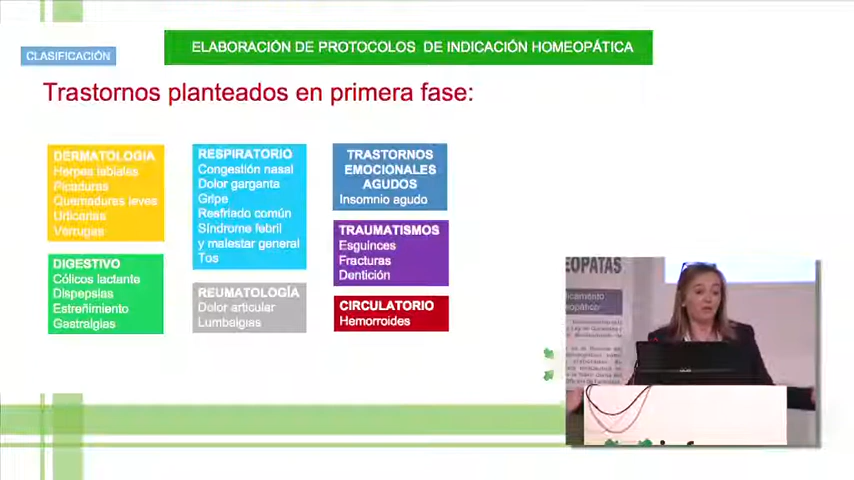 CLASIFICACIÓN
ELABORACIÓN DE PROTOCOLOS DE INDICACIÓN HOMEOPÁTICA
Trastornos planteados en primera fase:
DERMATOLOGIA
Herpes labiales
Picaduras
Quemaduras leves
Urticarias
Verrugas
DIGESTIVO
Cólicos lactante
Dispepsias
Estreñimiento
Gastralgias
RESPIRATORIO
Congestión nasal
Dolor garganta
Gripe
Resfriado común
Síndrome febril
y malestar general
Tos
REUMATOLOGÍA
Dolor articular
Lumbalgias
TRASTORNOS
EMOCIONALES
AGUDOS
Insomnio agudo
TRAUMATISMOS
Esguinces
Fracturas
Dentición
CIRCULATORIO
Hemorroides
EOPATAS